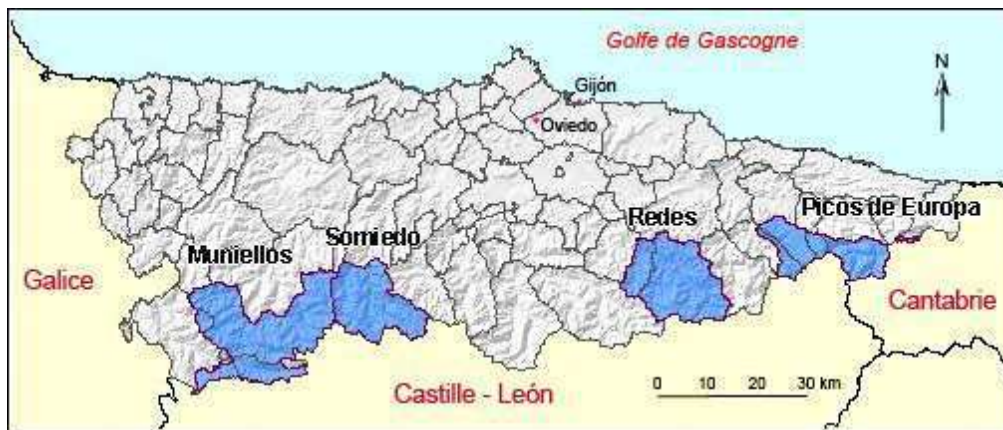 Golfe de Gascogne
N
Gijón
Oviedo
Picos de Europa
Redes
Somiedo
Muniellos
Galice
Cantabrie
0 10 20 30 km
Castille - León